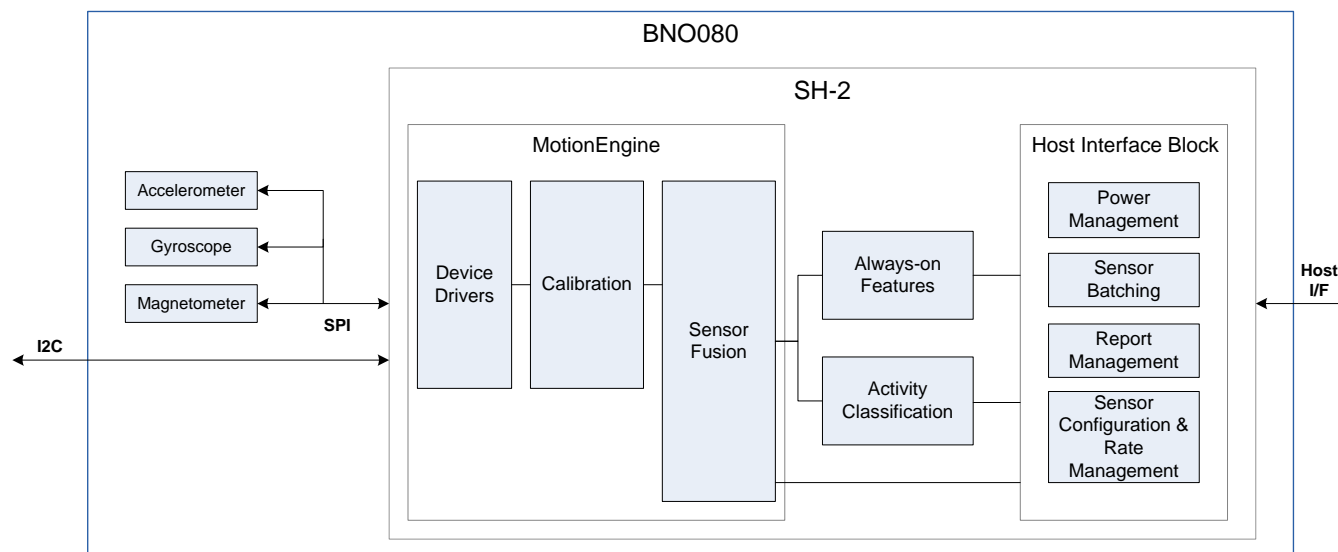 BNO080
SH-2
MotionEngine
Host Interface Block
Accelerometer
Gyroscope
Magnetometer
SPI
I2C
Device
Drivers
Calibration
Sensor
Fusion
Always-on
Features
Activity
Classification
Power
Management
Sensor
Batching
Report
Management
Sensor
Configuration &
Rate
Management
Host
I/F